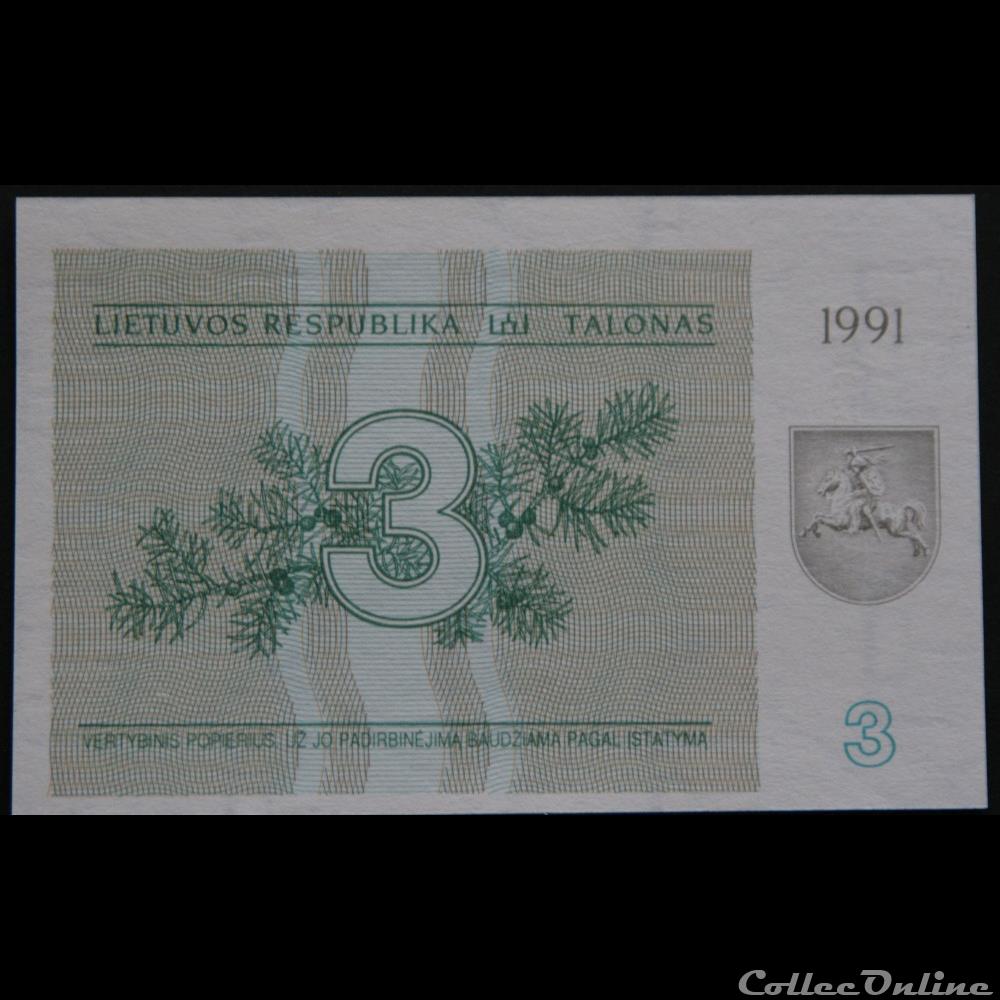 LIETUVOS RESPUBLIKA TALONAS
1991
3
VERTYBINIS POPIERIUS, UŽ JO PADIRBINĖJIMĄ BAUDŽIAMA PAGAL ĮSTATYMĄ
3
CollecOnline